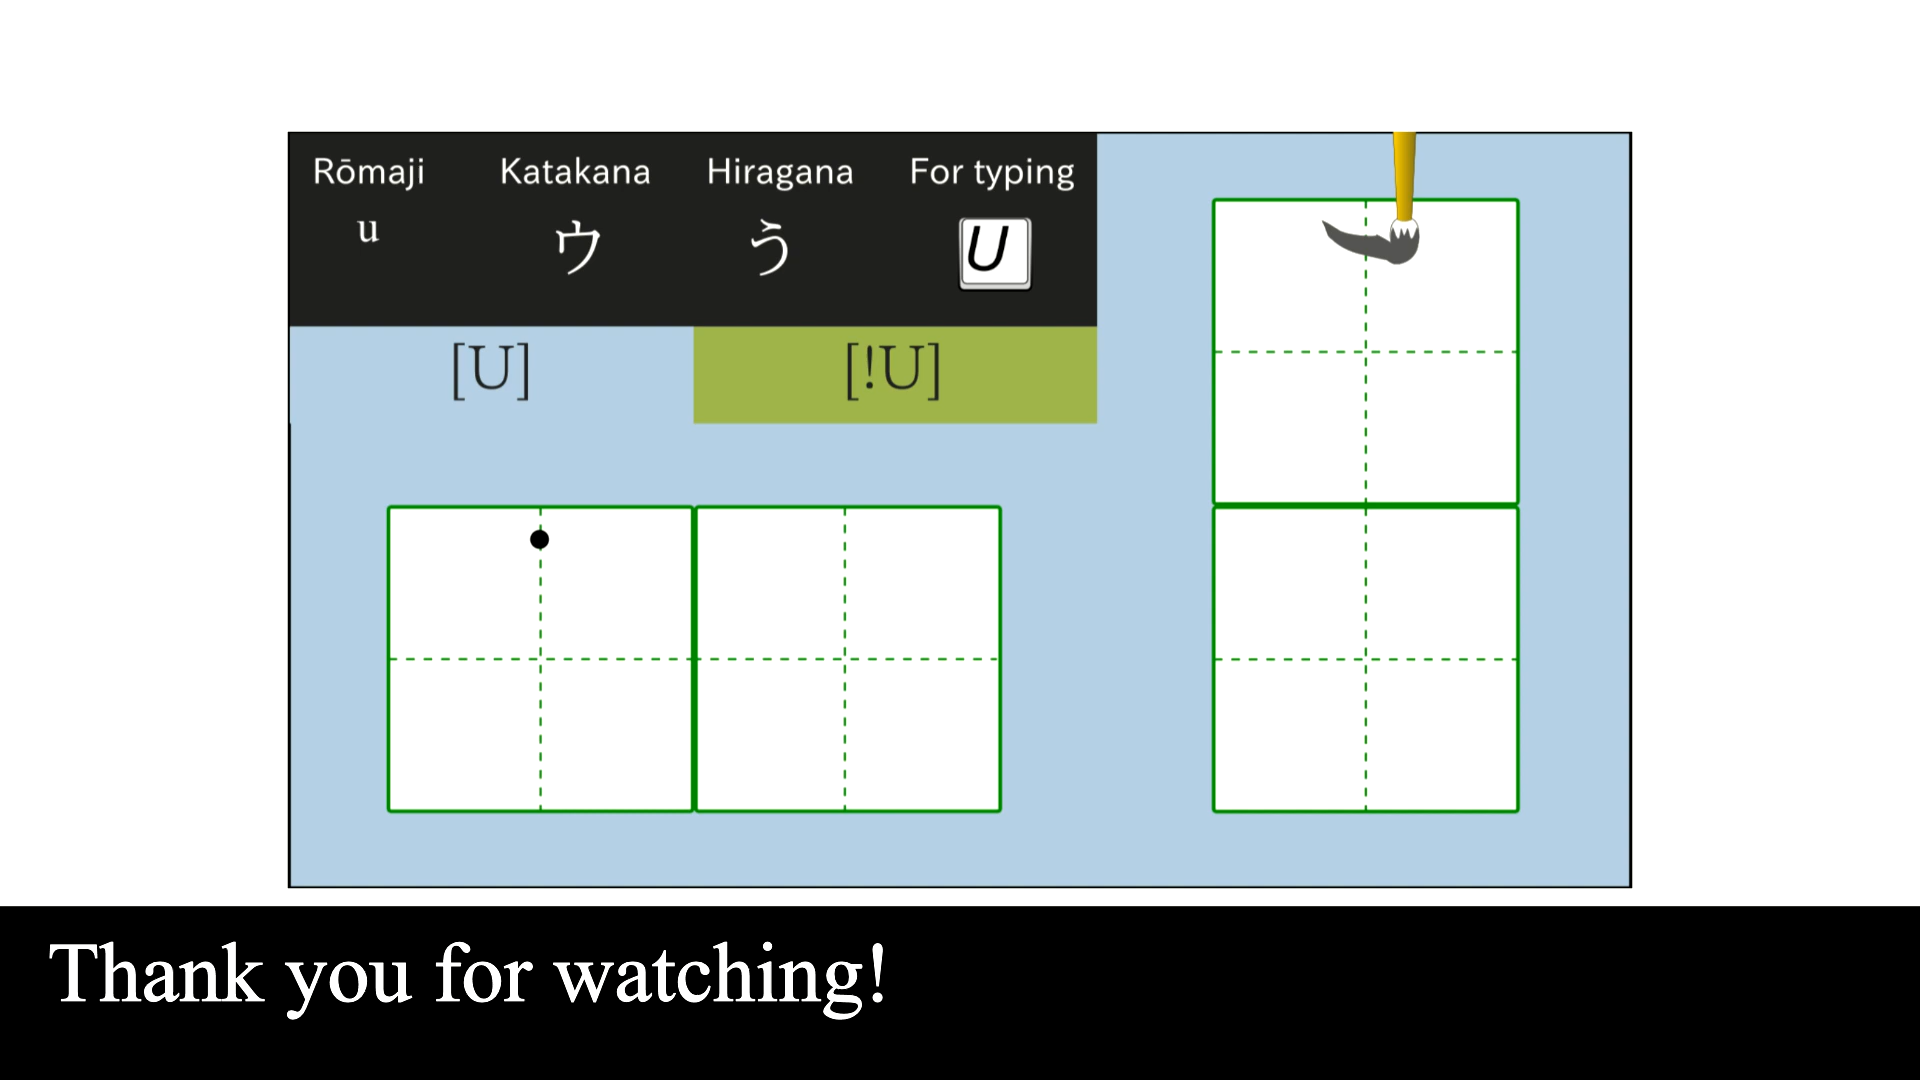 Rōmaji Katakana Hiragana For typing
u ウ う U
[U] [!U]
Thank you for watching!